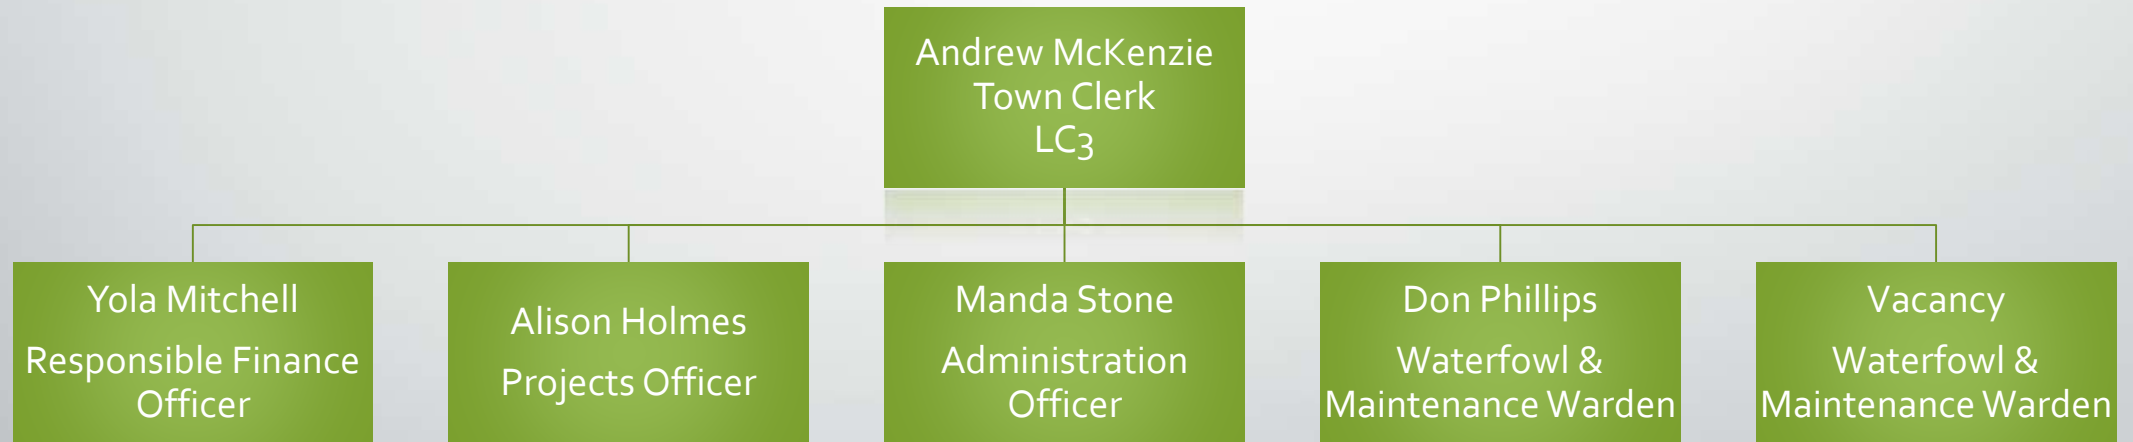 Andrew McKenzie
Town Clerk
LC3
Yola Mitchell
Responsible Finance
Officer
Alison Holmes
Projects Officer
Manda Stone
Administration
Officer
Don Phillips
Waterfowl &
Maintenance Warden
Vacancy
Waterfowl &
Maintenance Warden